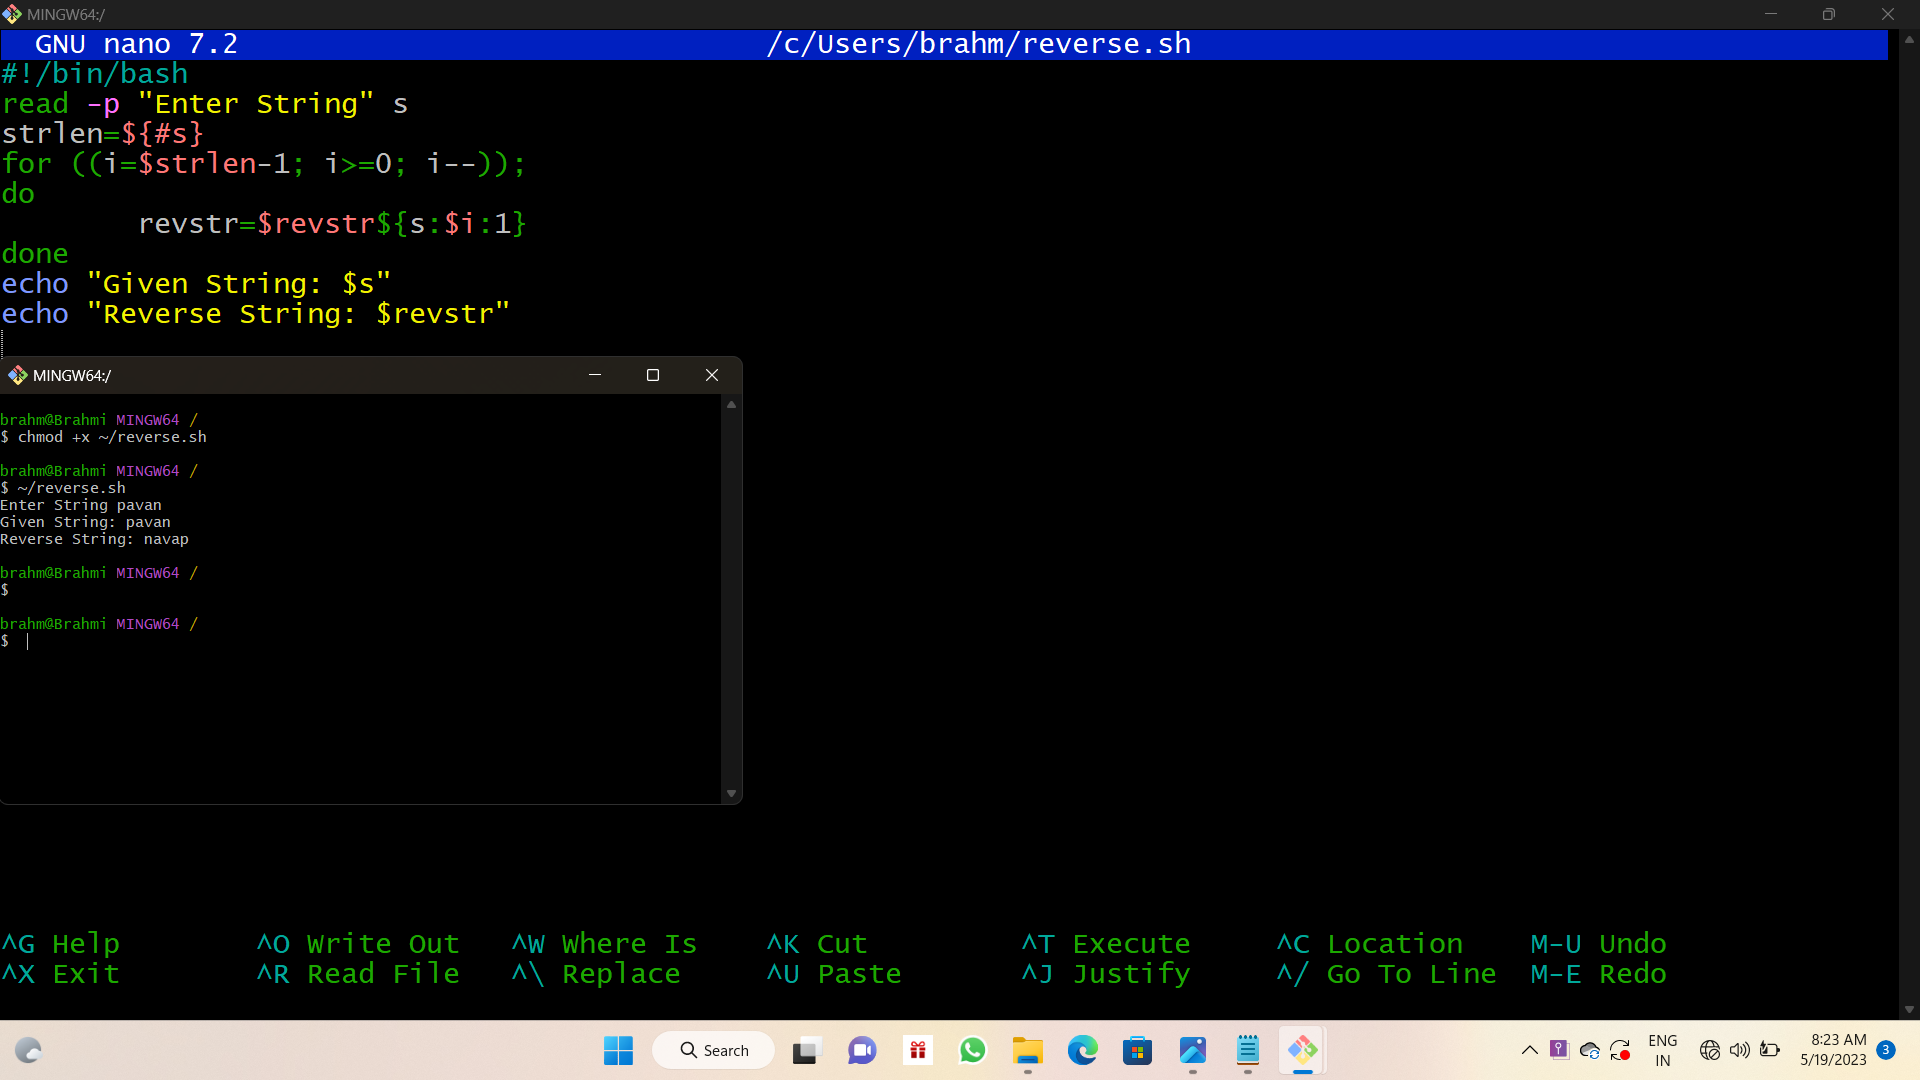 MINGW64:/
GNU nano 7.2 /c/Users/brahm/reverse.sh
#!/bin/bash
read -p "Enter String" s
strlen=${#s}
for ((i=$strlen-1; i>=0; i--));
do
        revstr=$revstr${s:$i:1}
done
echo "Given String: $s"
echo "Reverse String: $revstr"
MINGW64:/
brahm@Brahmi MINGW64 /
$ chmod +x ~/reverse.sh
brahm@Brahmi MINGW64 /
$ ~/reverse.sh
Enter String pavan
Given String: pavan
Reverse String: navap
brahm@Brahmi MINGW64 /
$
brahm@Brahmi MINGW64 /
$
^G Help ^O Write Out ^W Where Is ^K Cut ^T Execute ^C Location M-U Undo
^X Exit ^R Read File ^\ Replace ^U Paste ^J Justify ^/ Go To Line M-E Redo
Search
ENG
IN
8:23 AM
5/19/2023
3